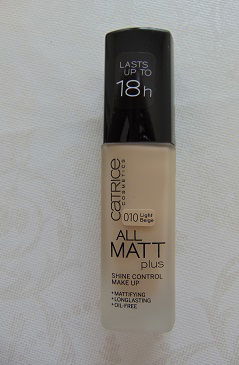 LASTS
UP TO
18h
CATRICE
COSMETICS
010 Light
Beige
ALL
MATT
plus
SHINE CONTROL
MAKE UP
+MATTIFYING
+LONGLASTING
+OIL-FREE